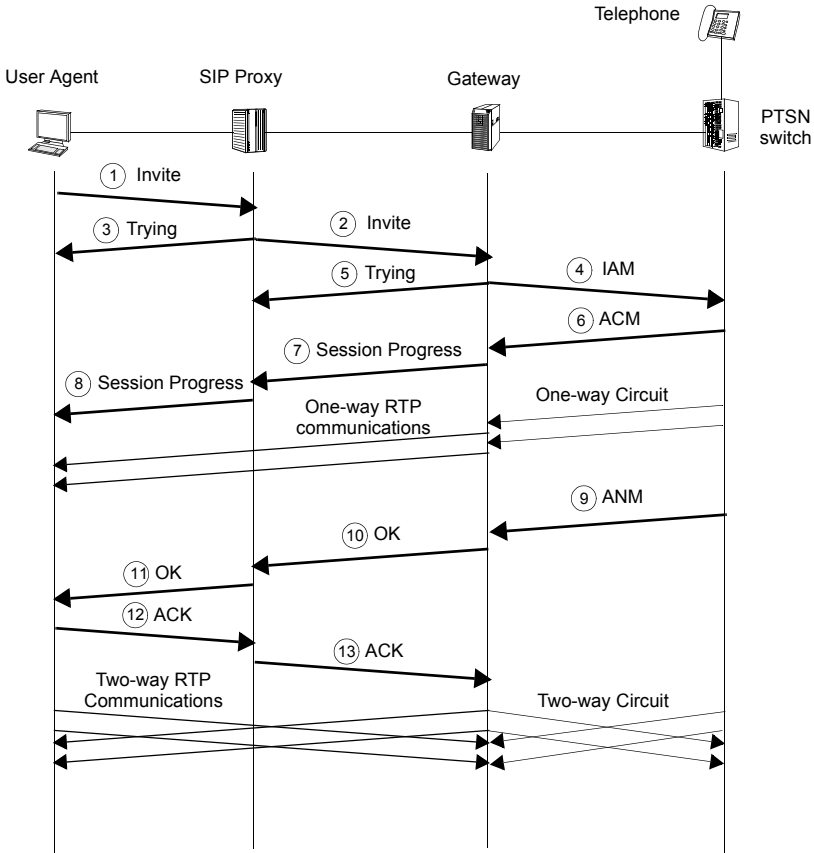 Telephone
User Agent
SIP Proxy
Gateway
PTSN
switch
1 Invite
3 Trying
2 Invite
5 Trying
4 IAM
6 ACM
7 Session Progress
8 Session Progress
One-way RTP
communications
One-way Circuit
9 ANM
10 OK
11 OK
12 ACK
13 ACK
Two-way RTP
Communications
Two-way Circuit